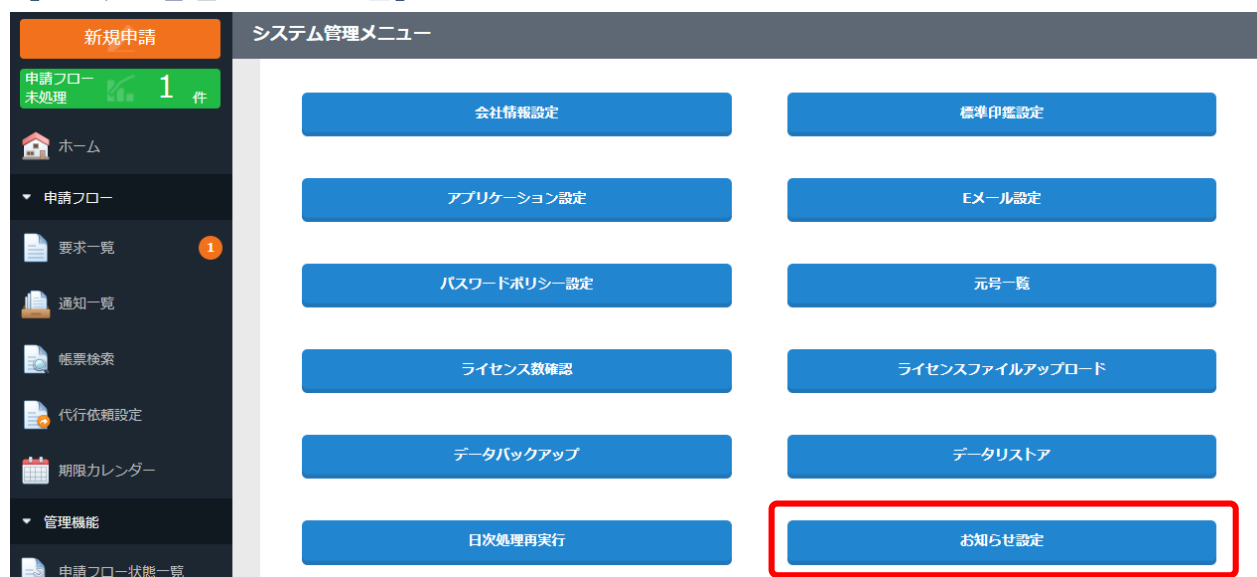 新規申請
申請フロー
未処理
1 件
ホーム
申請フロー
要求一覧 1
通知一覧
帳票検索
代行依頼設定
期限カレンダー
管理機能
申請フロー状態一覧
システム管理メニュー
会社情報設定
標準印鑑設定
アプリケーション設定
Eメール設定
パスワードポリシー設定
元号一覧
ライセンス数確認
ライセンスファイルアップロード
データバックアップ
データリストア
日次処理再実行
お知らせ設定